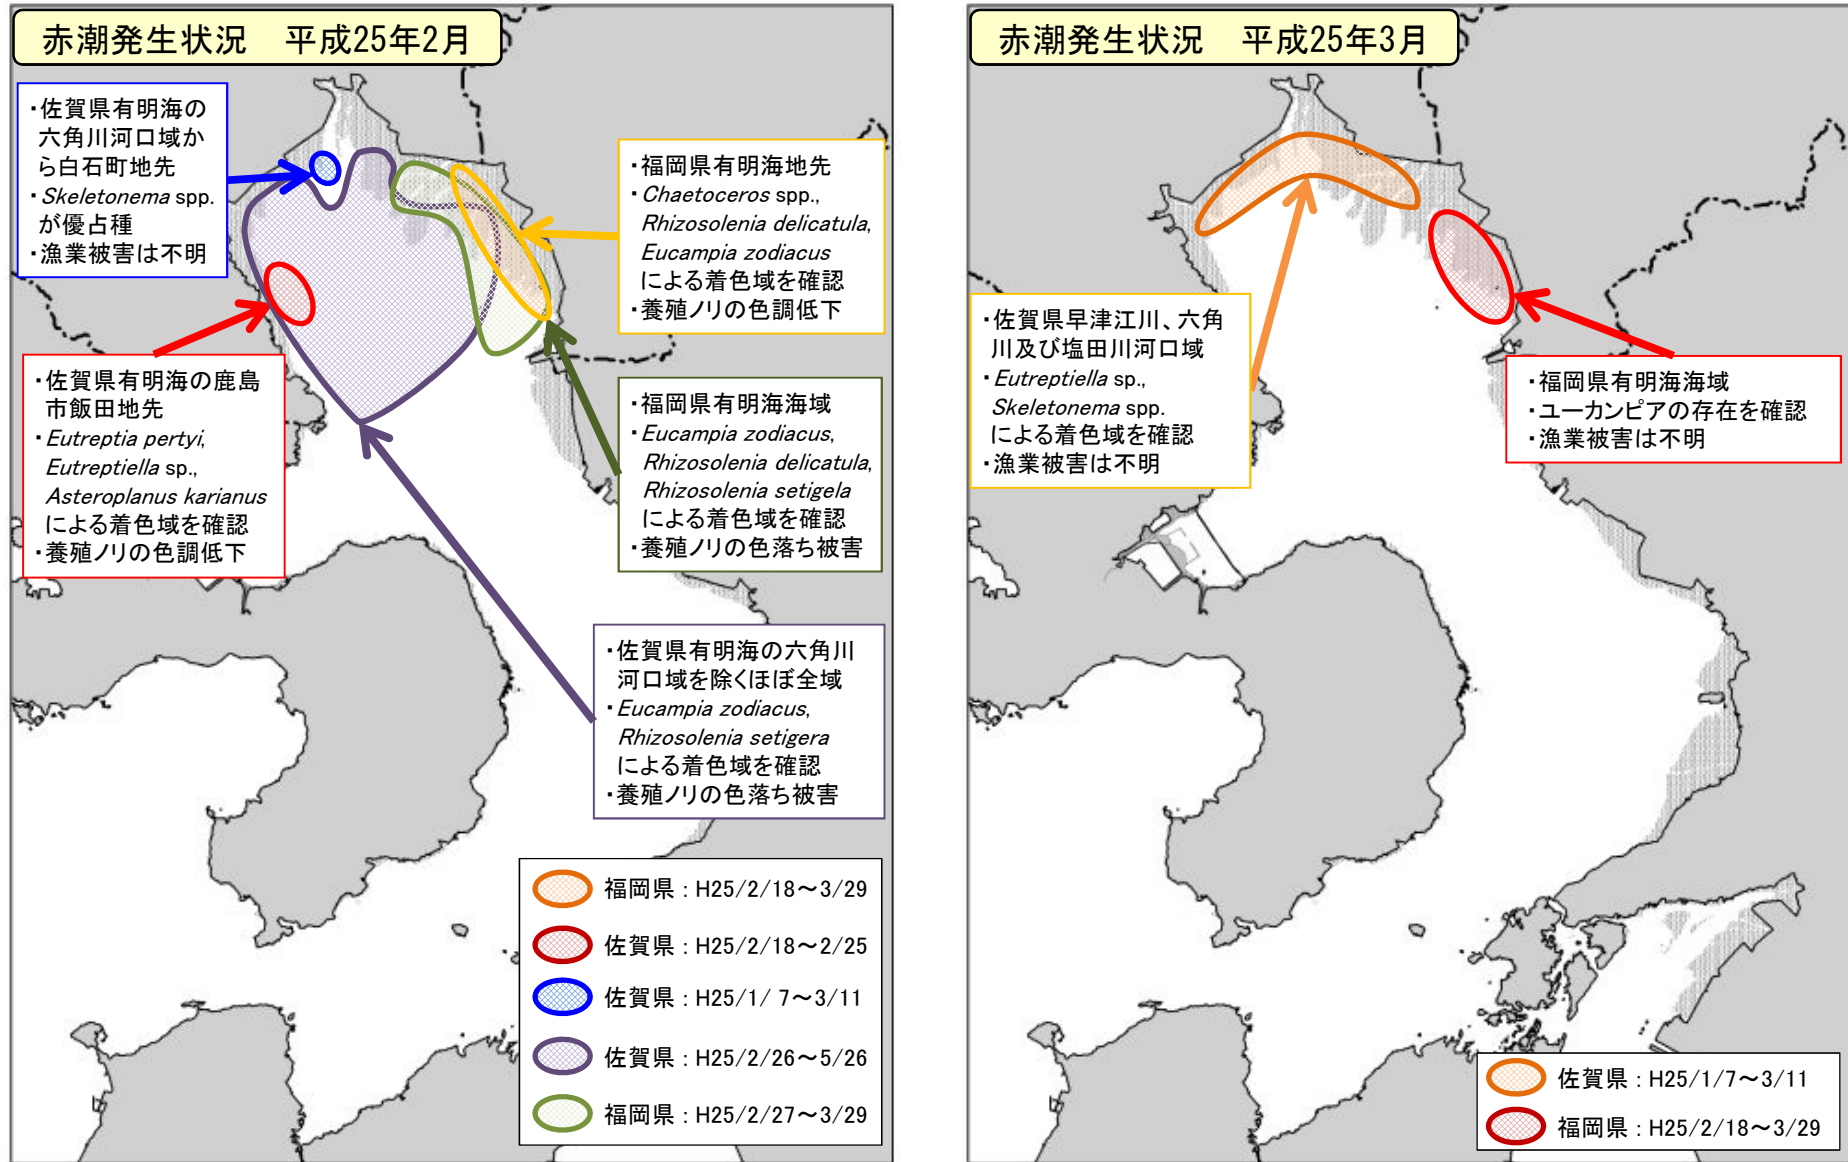 赤潮発生状況　平成25年2月
・佐賀県有明海の
六角川河口域か
ら白石町地先
・Skeletonema spp.
が優占種
・漁業被害は不明
・福岡県有明海地先
・Chaetoceros spp.,
Rhizosolenia delicatula,
Eucampia zodiacus
による着色域を確認
・養殖ノリの色調低下
・佐賀県有明海の鹿島
市飯田地先
・Eutreptia pertyi,
Eutreptiella sp.,
Asteroplanus karianus
による着色域を確認
・養殖ノリの色調低下
・福岡県有明海海域
・Eucampia zodiacus,
Rhizosolenia delicatula,
Rhizosolenia setigela
による着色域を確認
・養殖ノリの色落ち被害
・佐賀県有明海の六角川
河口域を除くほぼ全域
・Eucampia zodiacus,
Rhizosolenia setigera
による着色域を確認
・養殖ノリの色落ち被害
福岡県：H25/2/18～3/29
佐賀県：H25/2/18～2/25
佐賀県：H25/1/ 7～3/11
佐賀県：H25/2/26～5/26
福岡県：H25/2/27～3/29
赤潮発生状況　平成25年3月
・佐賀県早津江川、六角
川及び塩田川河口域
・Eutreptiella sp.,
Skeletonema spp.
による着色域を確認
・漁業被害は不明
・福岡県有明海海域
・ユーカンピアの存在を確認
・漁業被害は不明
佐賀県：H25/1/7～3/11
福岡県：H25/2/18～3/29